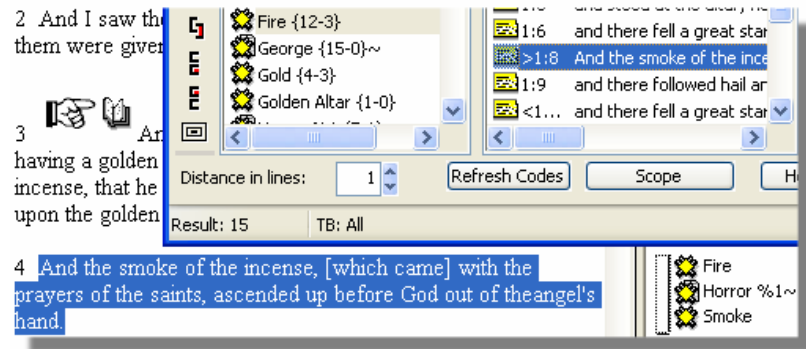 2 And I saw the
them were given
3 An
having a golden
incense, that he
upon the golden
Fire {12-3}
George {15-0}~
Gold {4-3}
Golden Altar {1-0}
1:6 and there fell a great star
>1:8 And the smoke of the ince
1:9 and there followed hail ar
<1... and there fell a great star
Distance in lines: 1 Refresh Codes Scope H
Result: 15 TB: All
4 And the smoke of the incense, [which came] with the
prayers of the saints, ascended up before God out of theangel's
hand.
Fire
Horror %1~
Smoke